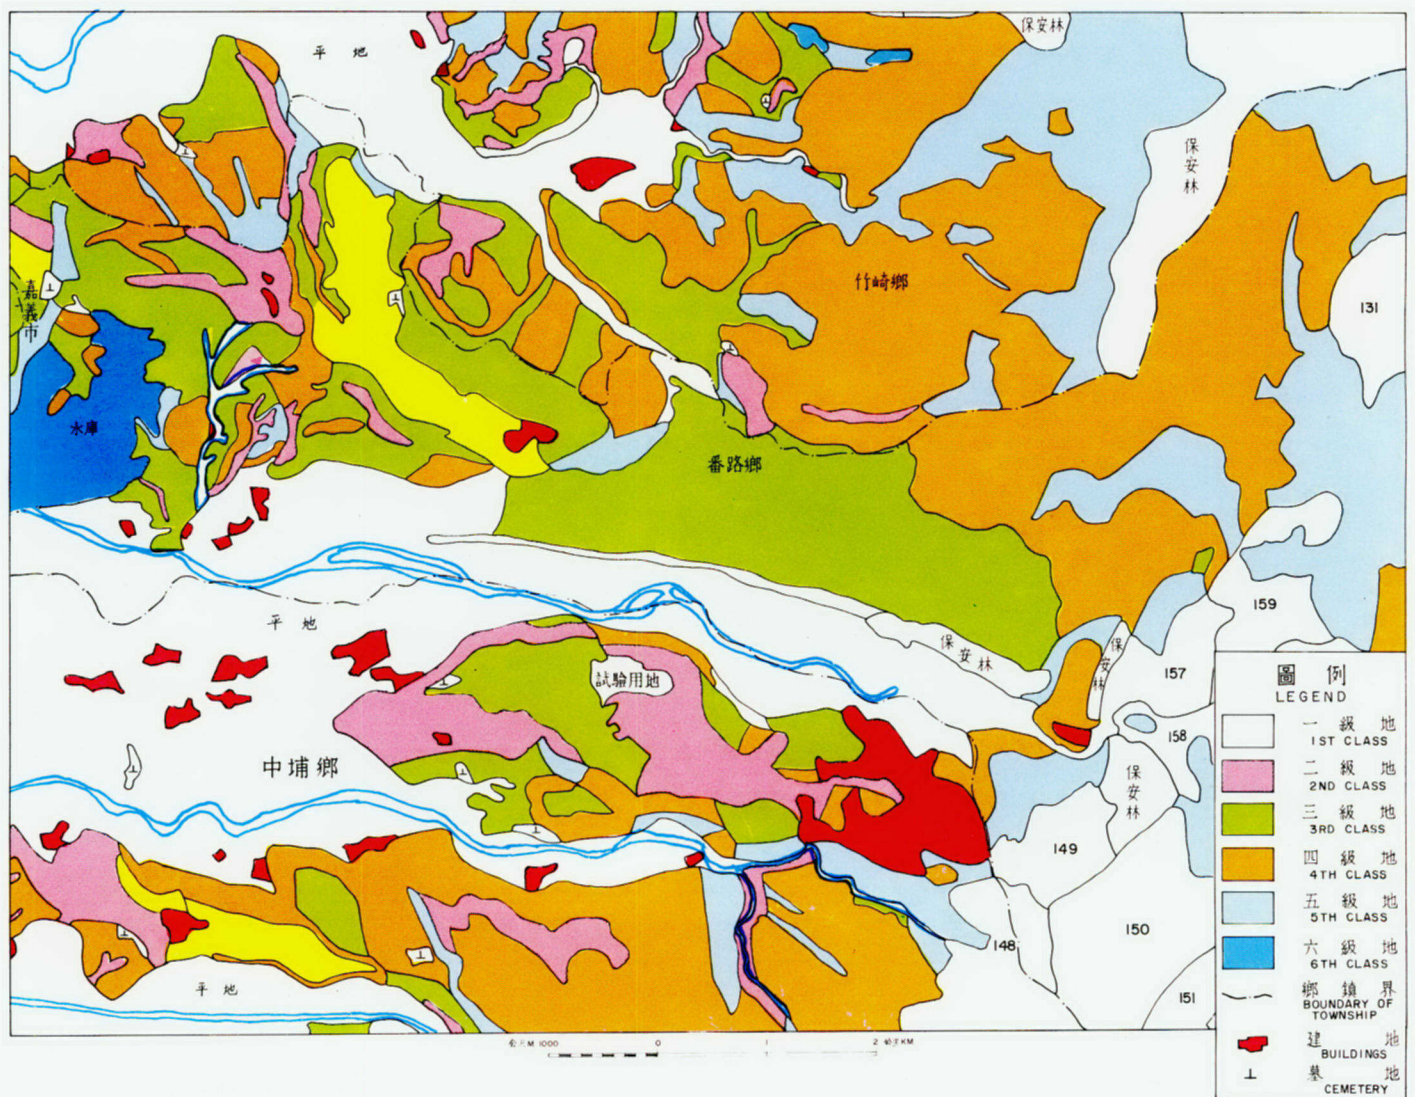 平 地
保安林
保安林
竹崎鄉
131
嘉義市
水庫
番路鄉
159
平 地
保安林
保安林
157
試驗用地
158
中埔鄉
保安林
149
150
148
151
平 地
圖 例
LEGEND
一 級 地
1ST CLASS
二 級 地
2ND CLASS
三 級 地
3RD CLASS
四 級 地
4TH CLASS
五 級 地
5TH CLASS
六 級 地
6TH CLASS
鄉 鎮 界
BOUNDARY OF
TOWNSHIP
建 地
BUILDINGS
墓 地
CEMETERY
公尺M 1000 0 1 2 KM